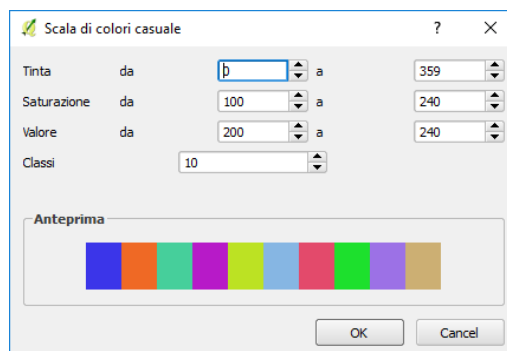 Scala di colori casuale ?
Tinta da 0 a 359
Saturazione da 100 a 240
Valore da 200 a 240
Classi 10
Anteprima
OK Cancel